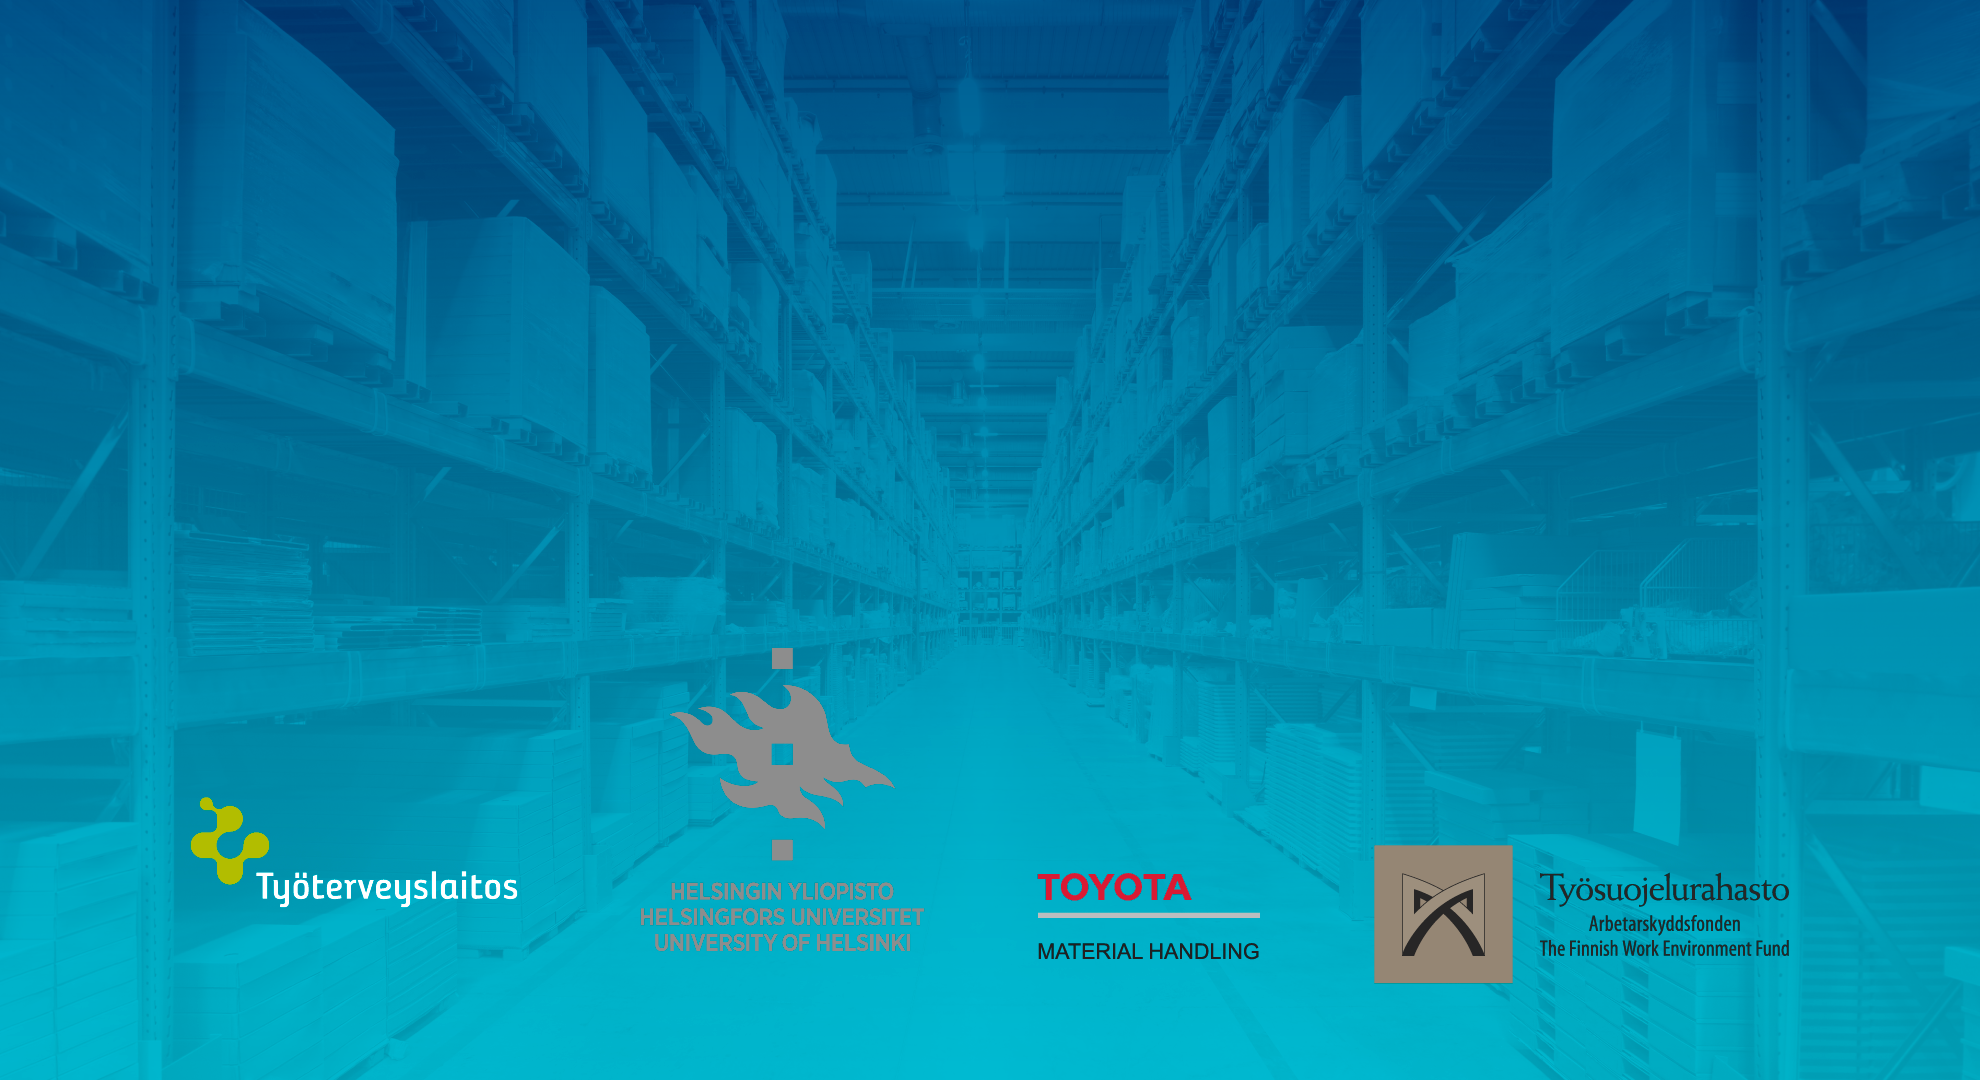 Työterveyslaitos
HELSINGIN YLIOPISTO
HELSINGFORS UNIVERSITET
UNIVERSITY OF HELSINKI
TOYOTA
MATERIAL HANDLING
Työsuojelurahasto
Arbetarskyddsfonden
The Finnish Work Environment Fund